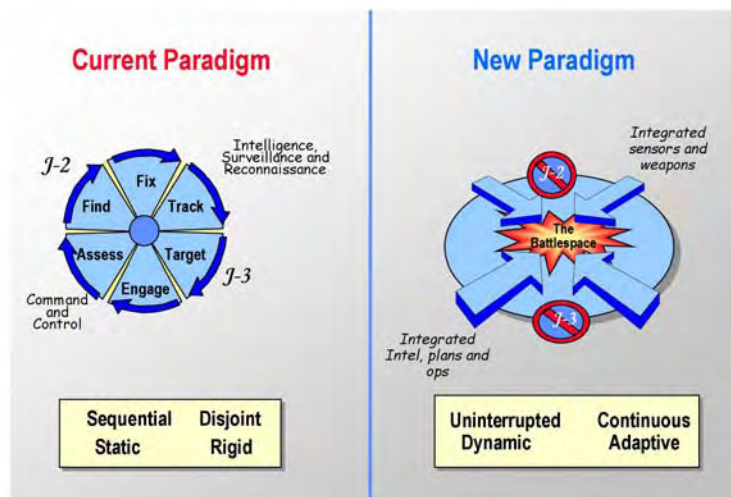 Current Paradigm
J-2
Intelligence,
Surveillance and
Reconnaissance
Fix
Find
Track
Assess
Target
Engage
J-3
Command
and
Control
Sequential Disjoint
Static Rigid
New Paradigm
Integrated
sensors and
weapons
J-2
The
Battlespace
J-3
Integrated
Intel, plans and
ops
Uninterrupted Continuous
Dynamic Adaptive